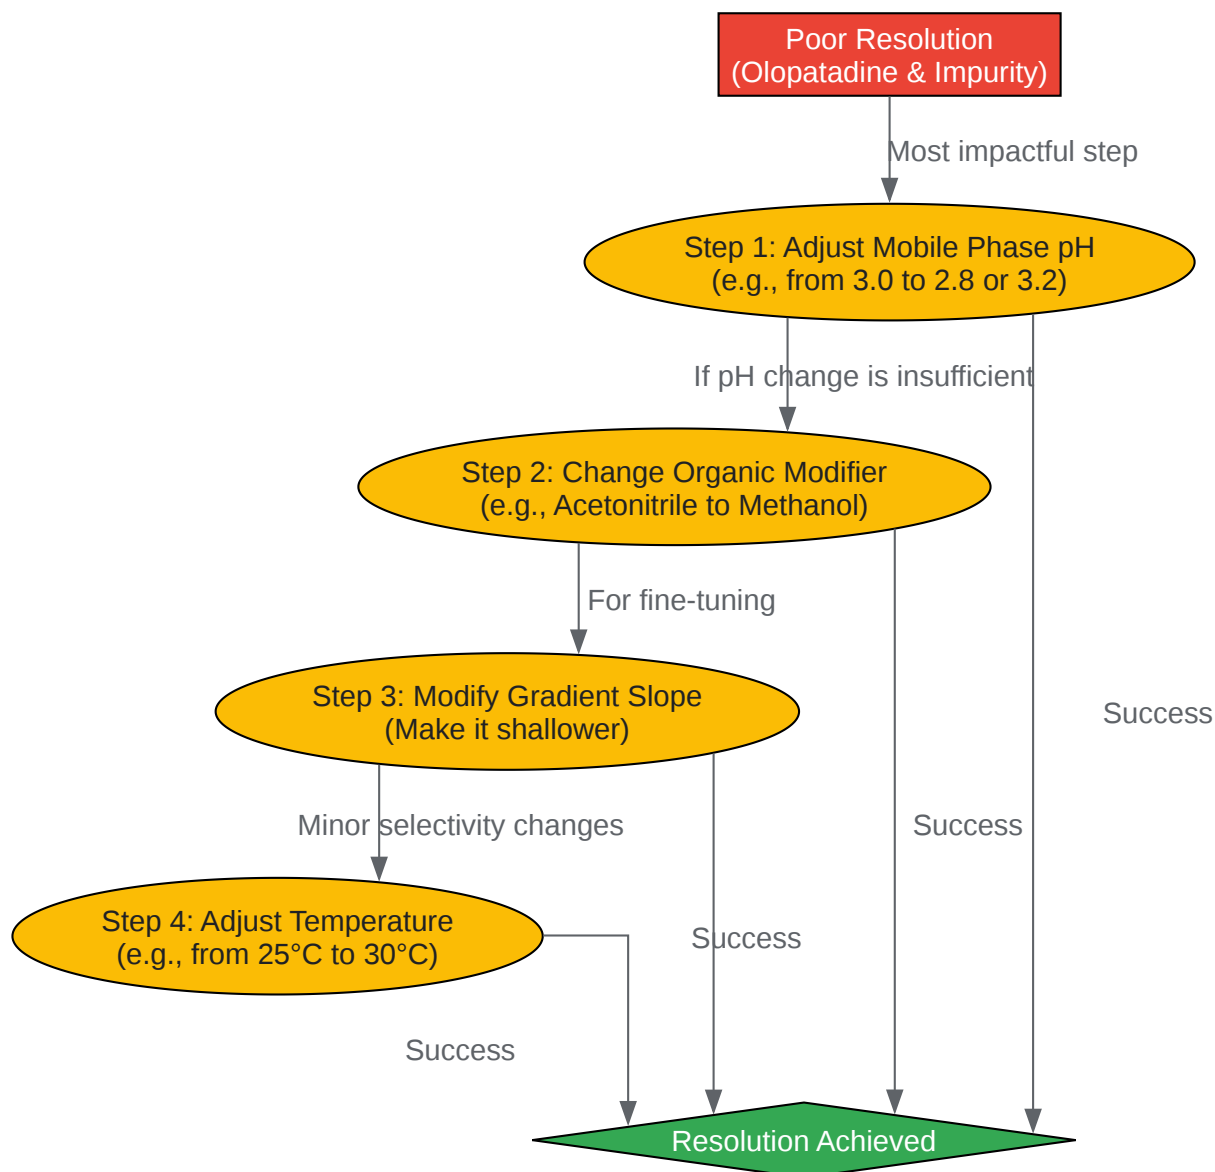 Poor Resolution
(Olopatadine & Impurity)
Most impactful step
Step 1: Adjust Mobile Phase pH
(e.g., from 3.0 to 2.8 or 3.2)
If pH change is insufficient
Step 2: Change Organic Modifier
(e.g., Acetonitrile to Methanol)
For fine-tuning
Step 3: Modify Gradient Slope
(Make it shallower)
Success
Minor selectivity changes
Success
Step 4: Adjust Temperature
(e.g., from 25°C to 30°C)
Success
Success
Resolution Achieved